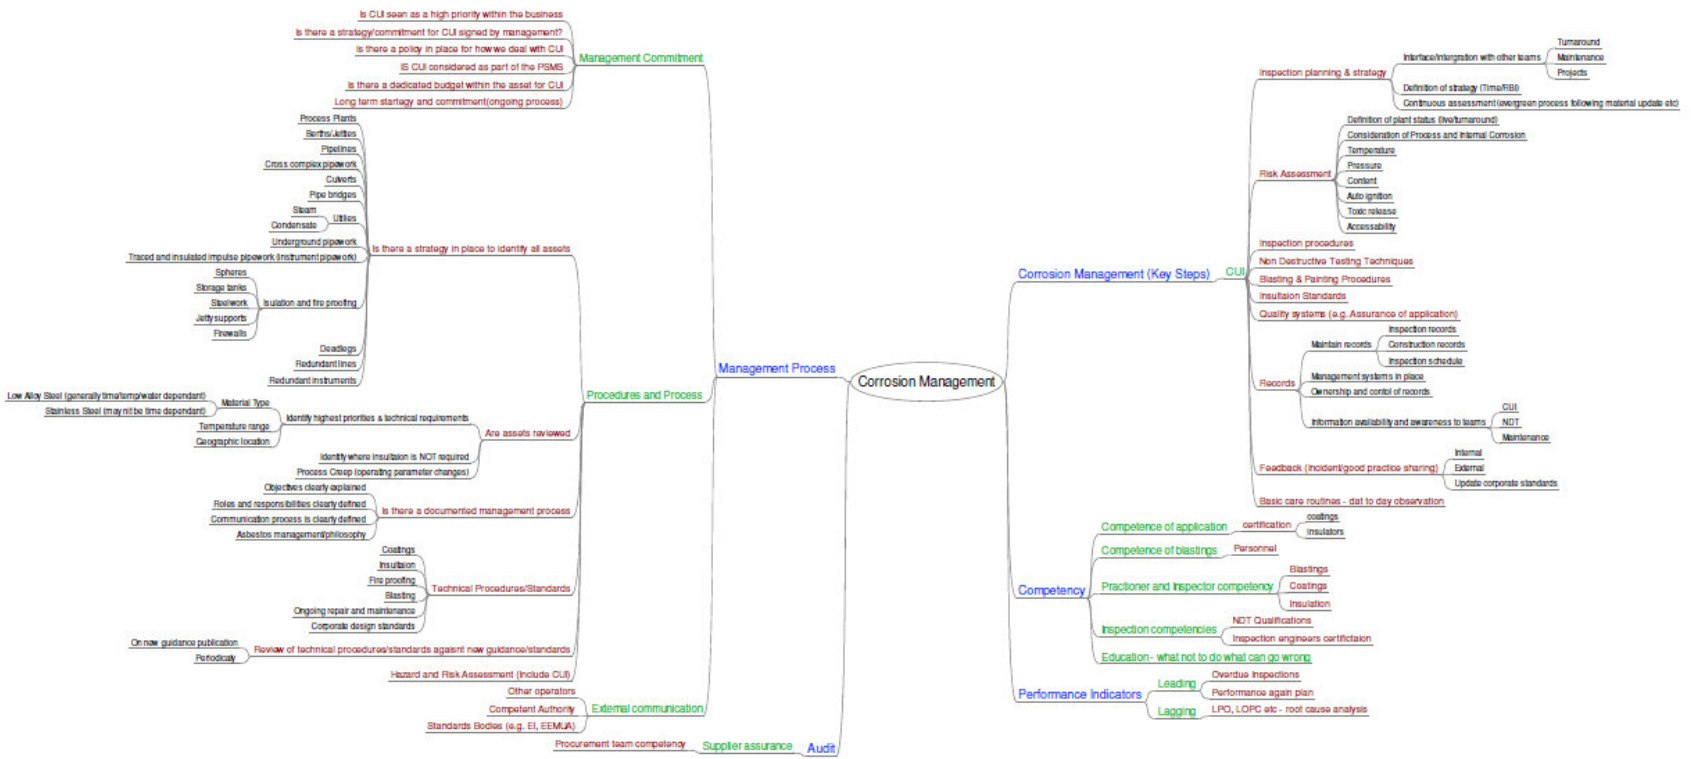 Corrosion Management
Management Process
Management Commitment
Is CUI seen as a high priority within the business
Is there a strategy/commitment for CUI signed by management?
Is there a policy in place for how we deal with CUI
IS CUI considered as part of the PSMS
Is there a dedicated budget within the asset for CUI
Long term startegy and commitment(ongoing process)
Procedures and Process
Is there a strategy in place to identify all assets
Process Plants
Berths/Jetties
Pipelines
Cross complex pipework
Culverts
Pipe bridges
Utilies
Steam
Condensate
Underground pipework
Traced and insulated impulse pipework (instrument pipework)
Isulation and fire proofing
Spheres
Storage tanks
Steelwork
Jetty supports
Firewalls
Deadlegs
Redundant lines
Redundant instruments
Are assets reviewed
Identify highest priorities & technical requirements
Material Type
Low Alloy Steel (generally time/temp/water dependant)
Stainless Steel (may nit be time dependant)
Temperature range
Geographic location
Identify where insultaion is NOT required
Process Creep (operating parameter changes)
Is there a documented management process
Objectives clearly explained
Roles and responsibilities clearly defined
Communication process is clearly defined
Asbestos management/philosophy
Technical Procedures/Standards
Coatings
Insultaion
Fire proofing
Blasting
Ongoing repair and maintenance
Corporate design standards
Review of technical procedures/standards agaisnt new guidance/standards
On new guidance publication
Periodicaly
Hazard and Risk Assessment (Include CUI)
External communication
Other operators
Competent Authority
Standards Bodies (e.g. EI, EEMUA)
Audit
Supplier assurance
Procurement team competency
Corrosion Management (Key Steps)
CUI
Inspection planning & strategy
Interface/intergration with other teams
Turnaround
Maintenance
Projects
Definition of strategy (Time/RBI)
Continuous assessment (evergreen process following material update etc)
Risk Assessment
Definition of plant status (live/turnaround)
Consideration of Process and Internal Corrosion
Temperature
Pressure
Content
Auto ignition
Toxic release
Accessability
Inspection procedures
Non Destructive Testing Techniques
Blasting & Painting Procedures
Insultaion Standards
Quality systems (e.g. Assurance of application)
Records
Maintain records
Inspection records
Construction records
Inspection schedule
Management systems in place
Ownership and contol of records
Information availability and awareness to teams
CUI
NDT
Maintenance
Feedback (incident/good practice sharing)
Internal
External
Update corporate standards
Basic care routines - dat to day observation
Competency
Competence of application
certification
coatings
insulators
Competence of blastings
Personnel
Practioner and Inspector competency
Blastings
Coatings
Insulation
Inspection competencies
NDT Qualifications
Inspection engineers certifictaion
Education - what not to do what can go wrong
Performance Indicators
Leading
Overdue Inspections
Performance again plan
Lagging
LPO, LOPC etc - root cause analysis